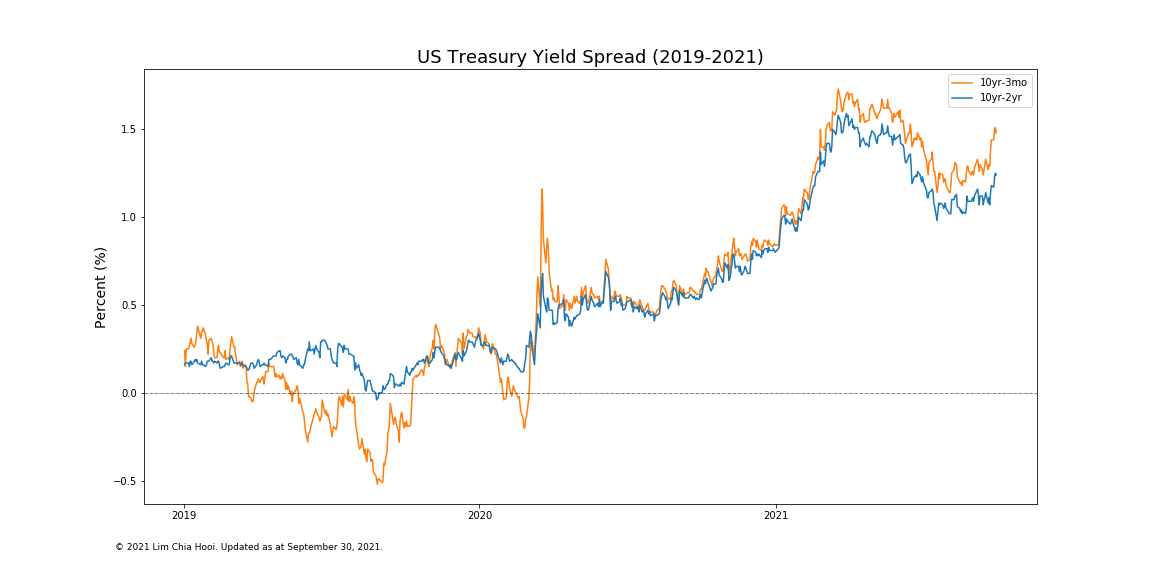 US Treasury Yield Spread (2019-2021)
10yr-3mo
10yr-2yr
Percent (%)
1.5
1.0
0.5
0.0
−0.5
2019 2020 2021
© 2021 Lim Chia Hooi. Updated as at September 30, 2021.